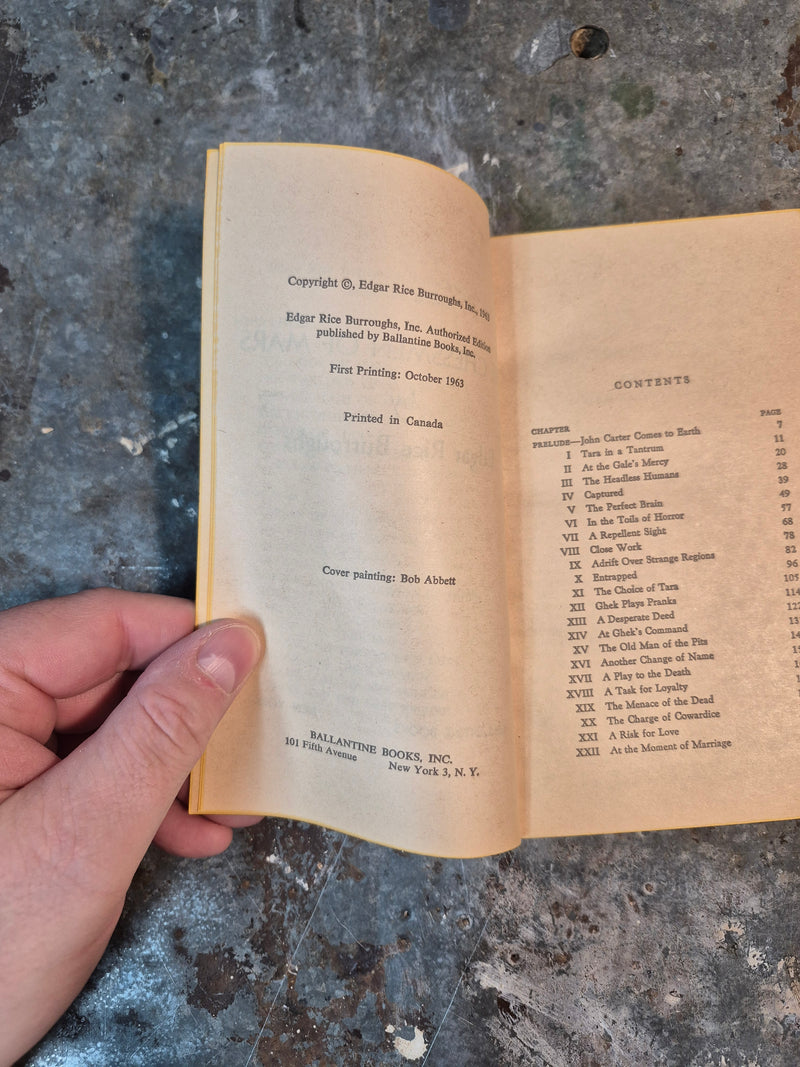 Copyright ©, Edgar Rice Burroughs, Inc., 1963
Edgar Rice Burroughs, Inc. Authorized Edition
published by Ballantine Books, Inc.
First Printing: October 1963
Printed in Canada
Cover painting: Bob Abbett
BALLANTINE BOOKS, INC.
101 Fifth Avenue New York 3, N. Y.
CONTENTS
CHAPTER PAGE
PRELUDE—John Carter Comes to Earth 7
I Tara in a Tantrum 11
II At the Gale's Mercy 20
III The Headless Humans 28
IV Captured 39
V The Perfect Brain 49
VI In the Toils of Horror 57
VII A Repellent Sight 68
VIII Close Work 78
IX Adrift Over Strange Regions 82
X Entrapped 96
XI The Choice of Tara 105
XII Ghek Plays Pranks 114
XIII A Desperate Deed 122
XIV At Ghek's Command
XV The Old Man of the Pits
XVI Another Change of Name
XVII A Play to the Death
XVIII A Task for Loyalty
XIX The Menace of the Dead
XX The Charge of Cowardice
XXI A Risk for Love
XXII At the Moment of Marriage